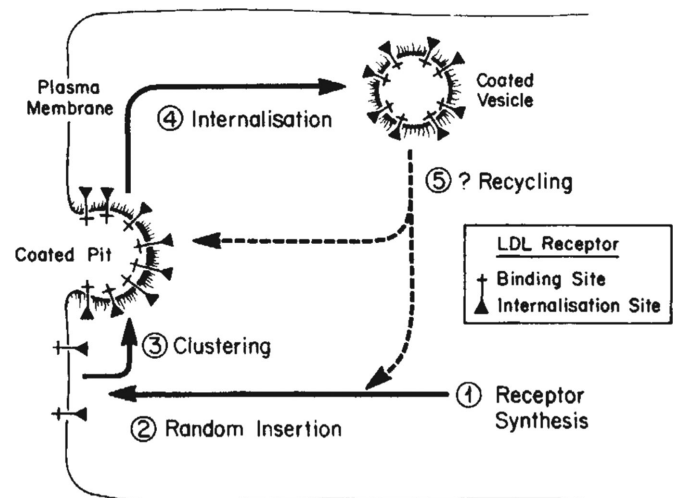 Plasma
Membrane
④ Internalisation
Coated
Vesicle
⑤ ? Recycling
Coated Pit
LDL Receptor
Binding Site
Internalisation Site
③ Clustering
① Receptor
Synthesis
② Random Insertion